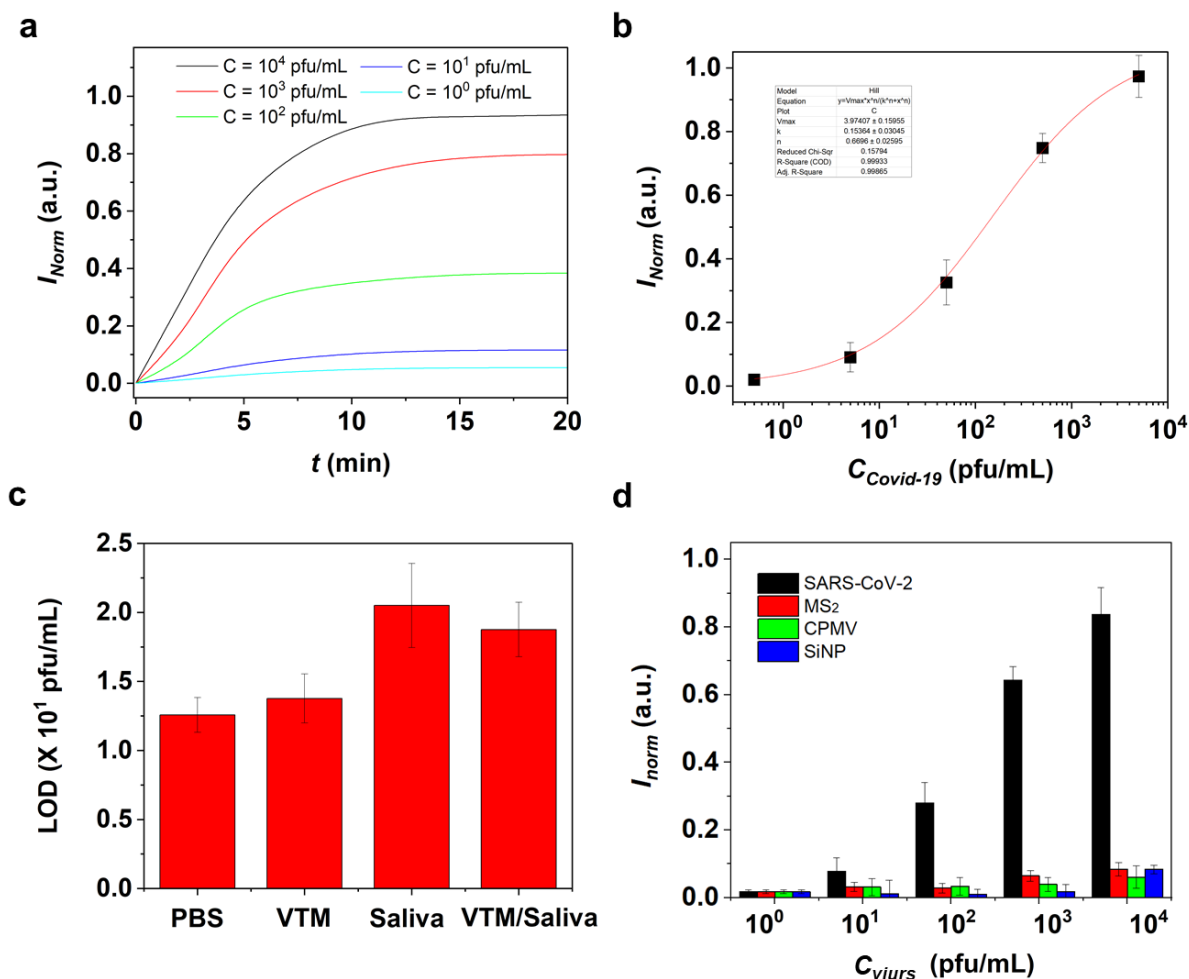 a
C = 10⁴ pfu/mL
C = 10³ pfu/mL
C = 10² pfu/mL
C = 10¹ pfu/mL
C = 10⁰ pfu/mL
1.0
0.8
0.6
0.4
0.2
0.0
I_Norm (a.u.)
0
5
10
15
20
t (min)
b
Model Hill
Equation y=Vmax*x^n/(k^n+x^n)
Plot C
Vmax 3.97407 ± 0.15955
k 0.15364 ± 0.03045
n 0.6696 ± 0.02595
Reduced Chi-Sqr 0.15794
R-Square (COD) 0.99933
Adj. R-Square 0.99865
1.0
0.8
0.6
0.4
0.2
0.0
I_Norm (a.u.)
10⁰
10¹
10²
10³
10⁴
C_Covid-19 (pfu/mL)
c
2.5
2.0
1.5
1.0
0.5
0.0
LOD (X 10¹ pfu/mL)
PBS
VTM
Saliva
VTM/Saliva
d
SARS-CoV-2
MS₂
CPMV
SiNP
1.0
0.8
0.6
0.4
0.2
0.0
I_norm (a.u.)
10⁰
10¹
10²
10³
10⁴
C_viurs (pfu/mL)